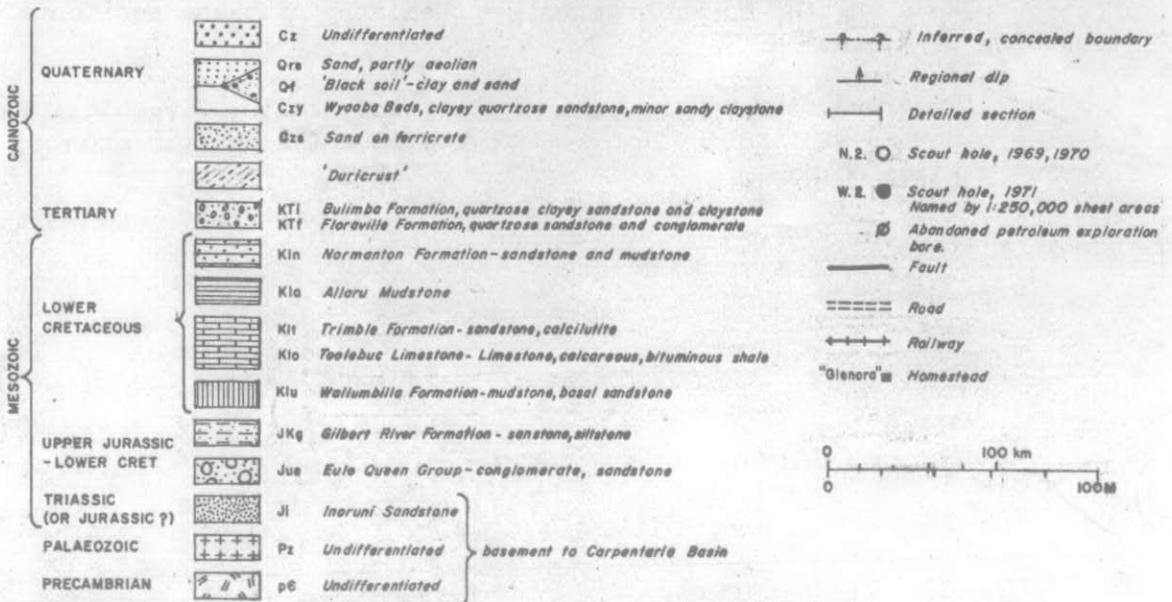 CAINOZOIC
QUATERNARY
Cz Undifferentiated
Qrs Sand, partly aeolian
Qf 'Black soil'-clay and sand
Czy Wyaaba Beds, clayey quartzose sandstone, minor sandy claystone
Czs Sand on ferricrete
'Duricrust'
TERTIARY
KTi Bulimba Formation, quartzose clayey sandstone and claystone
KTf Floraville Formation, quartzose sandstone and conglomerate
MESOZOIC
LOWER
CRETACEOUS
Kln Normanton Formation-sandstone and mudstone
Kla Allaru Mudstone
Klt Trimble Formation- sandstone, calcilutite
Klo Toolebuc Limestone- Limestone, calcareous, bituminous shale
Klu Wallumbilla Formation-mudstone, basal sandstone
UPPER JURASSIC
-LOWER CRET
JKg Gilbert River Formation - sanstone, siltstone
Jue Eulo Queen Group-conglomerate, sandstone
TRIASSIC
(OR JURASSIC ?)
Ji Inoruni Sandstone
PALAEOZOIC
Pz Undifferentiated
PRECAMBRIAN
p€ Undifferentiated
basement to Carpentaria Basin
Inferred, concealed boundary
Regional dip
Detailed section
N.2. Scout hole, 1969, 1970
W.2. Scout hole, 1971
Named by 1:250,000 sheet areas
Abandoned petroleum exploration
bore.
Fault
Road
Railway
"Glenora" Homestead
0 100 km
0 100M